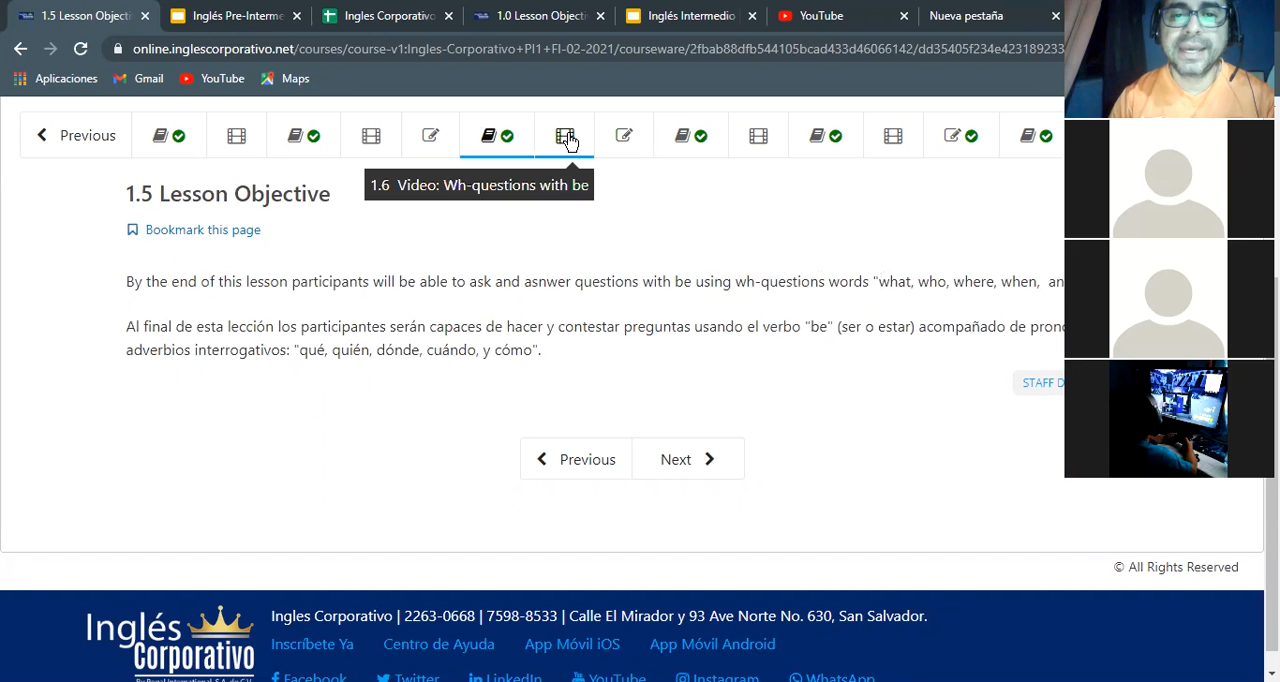 1.5 Lesson Objecti
Inglés Pre-Interme
Ingles Corporativo
1.0 Lesson Objecti
Inglés Intermedio
YouTube
Nueva pestaña
online.inglescorporativo.net/courses/course-v1:Ingles-Corporativo+PI1+FI-02-2021/courseware/2fbab88dfb544105bcad433d46066142/dd35405f234e423189233
Aplicaciones Gmail YouTube Maps
Previous
1.6 Video: Wh-questions with be
1.5 Lesson Objective
Bookmark this page
By the end of this lesson participants will be able to ask and asnwer questions with be using wh-questions words "what, who, where, when, an
Al final de esta lección los participantes serán capaces de hacer y contestar preguntas usando el verbo "be" (ser o estar) acompañado de pron
adverbios interrogativos: "qué, quién, dónde, cuándo, y cómo".
STAFF D
Previous Next
© All Rights Reserved
Inglés
Corporativo
Ingles Corporativo | 2263-0668 | 7598-8533 | Calle El Mirador y 93 Ave Norte No. 630, San Salvador.
Inscríbete Ya Centro de Ayuda App Móvil iOS App Móvil Android
Facebook Twitter LinkedIn YouTube Instagram WhatsApp